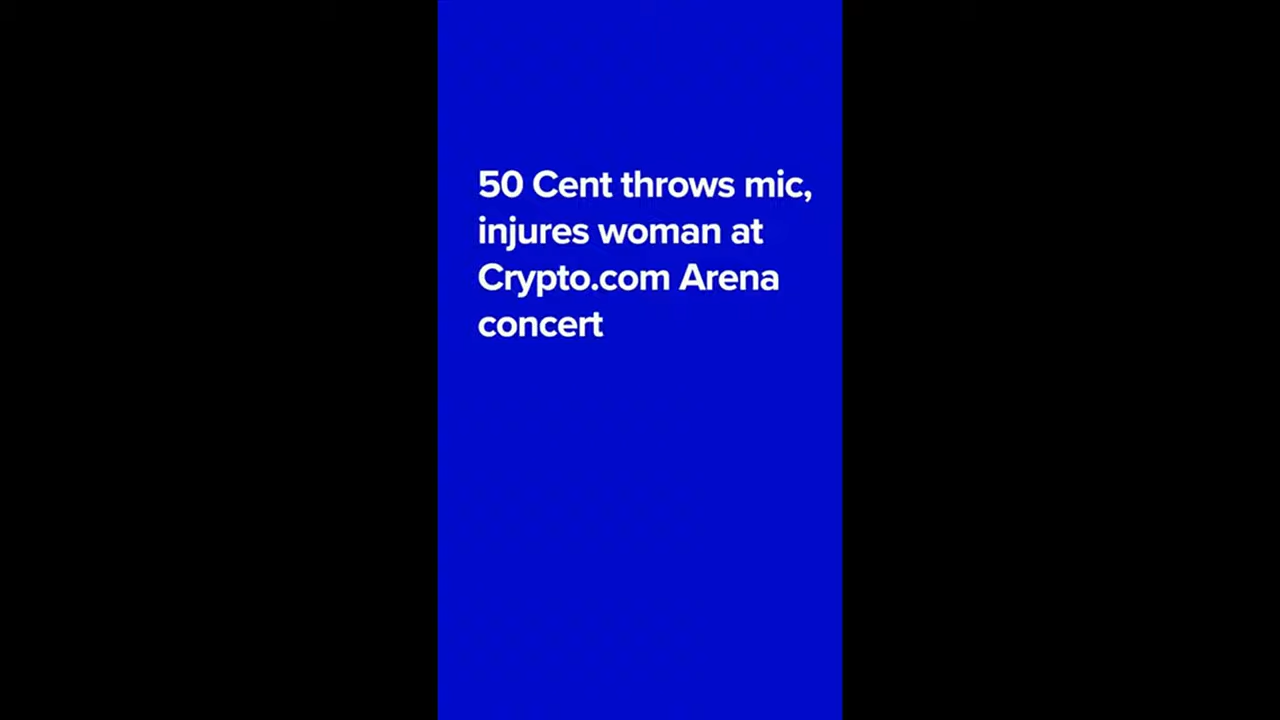 50 Cent throws mic,
injures woman at
Crypto.com Arena
concert